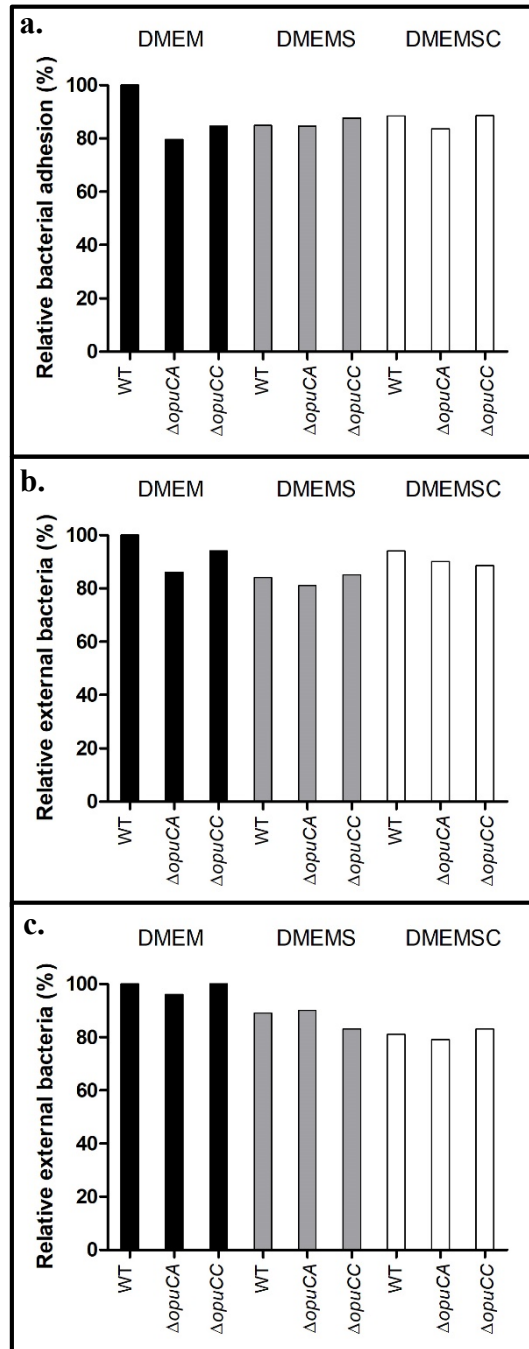 a.
DMEM DMEMS DMEMSC
Relative bacterial adhesion (%)
100
80
60
40
20
0
WT ΔopuCA ΔopuCC WT ΔopuCA ΔopuCC WT ΔopuCA ΔopuCC
b.
DMEM DMEMS DMEMSC
Relative external bacteria (%)
100
80
60
40
20
0
WT ΔopuCA ΔopuCC WT ΔopuCA ΔopuCC WT ΔopuCA ΔopuCC
c.
DMEM DMEMS DMEMSC
Relative external bacteria (%)
100
80
60
40
20
0
WT ΔopuCA ΔopuCC WT ΔopuCA ΔopuCC WT ΔopuCA ΔopuCC